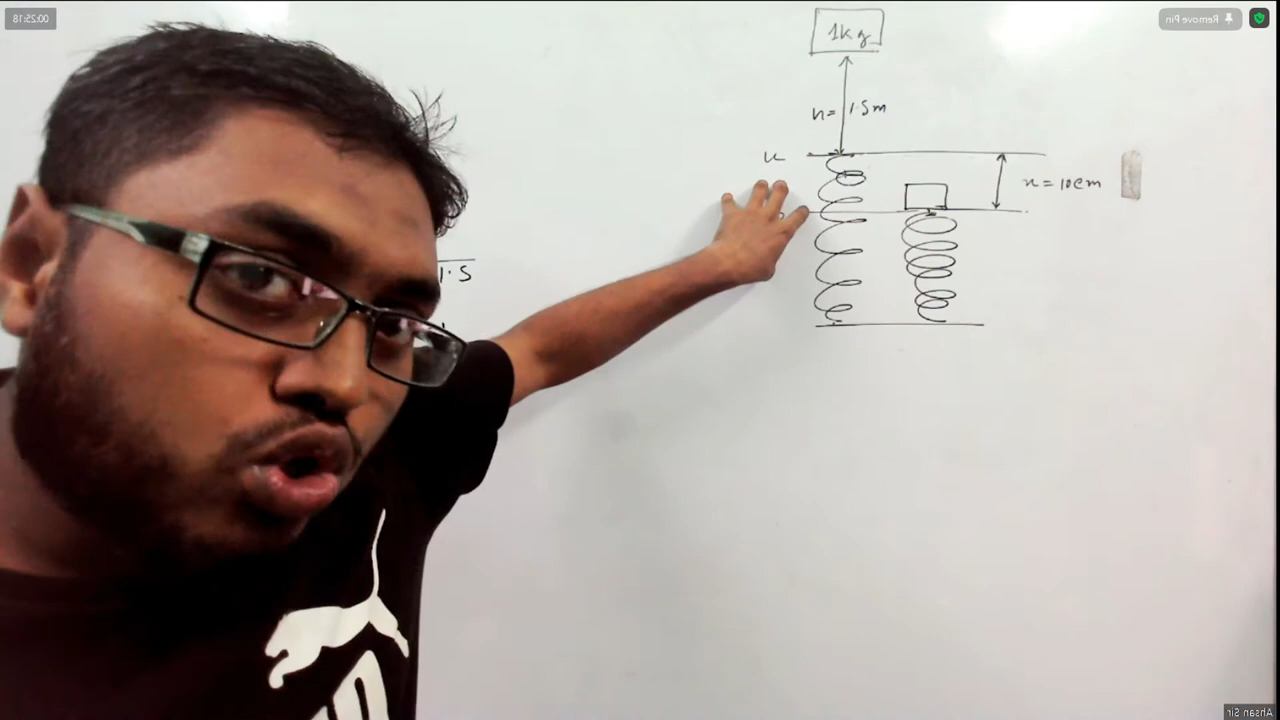 00:25:18
Remove Pin
1kg
h= 1.5m
u
x = 10cm
1.5
Ahsan Sir